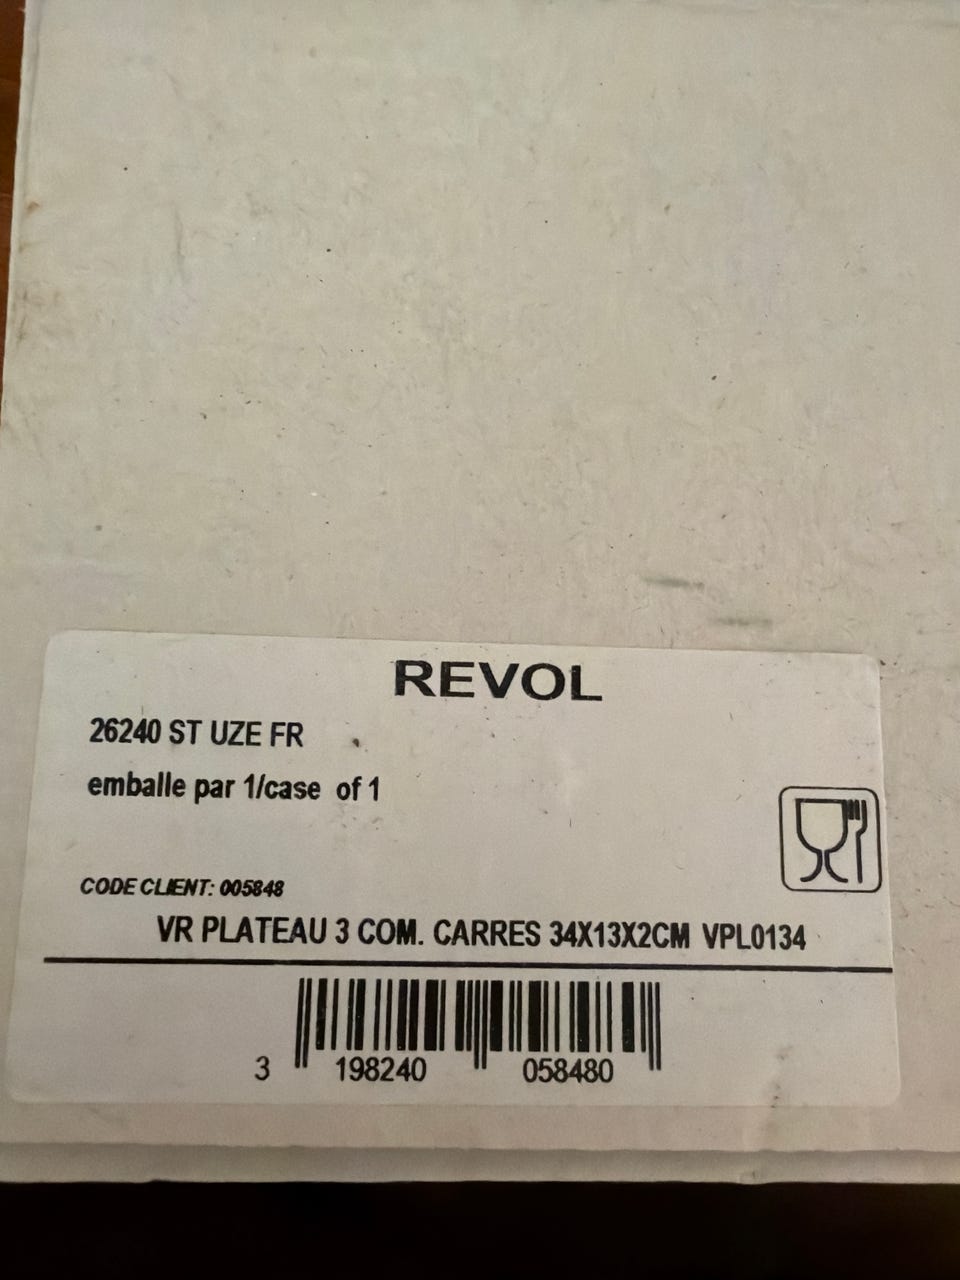 REVOL
26240 ST UZE FR
emballe par 1/case of 1
CODE CLIENT: 005848
VR PLATEAU 3 COM. CARRES 34X13X2CM VPL0134
3 198240 058480